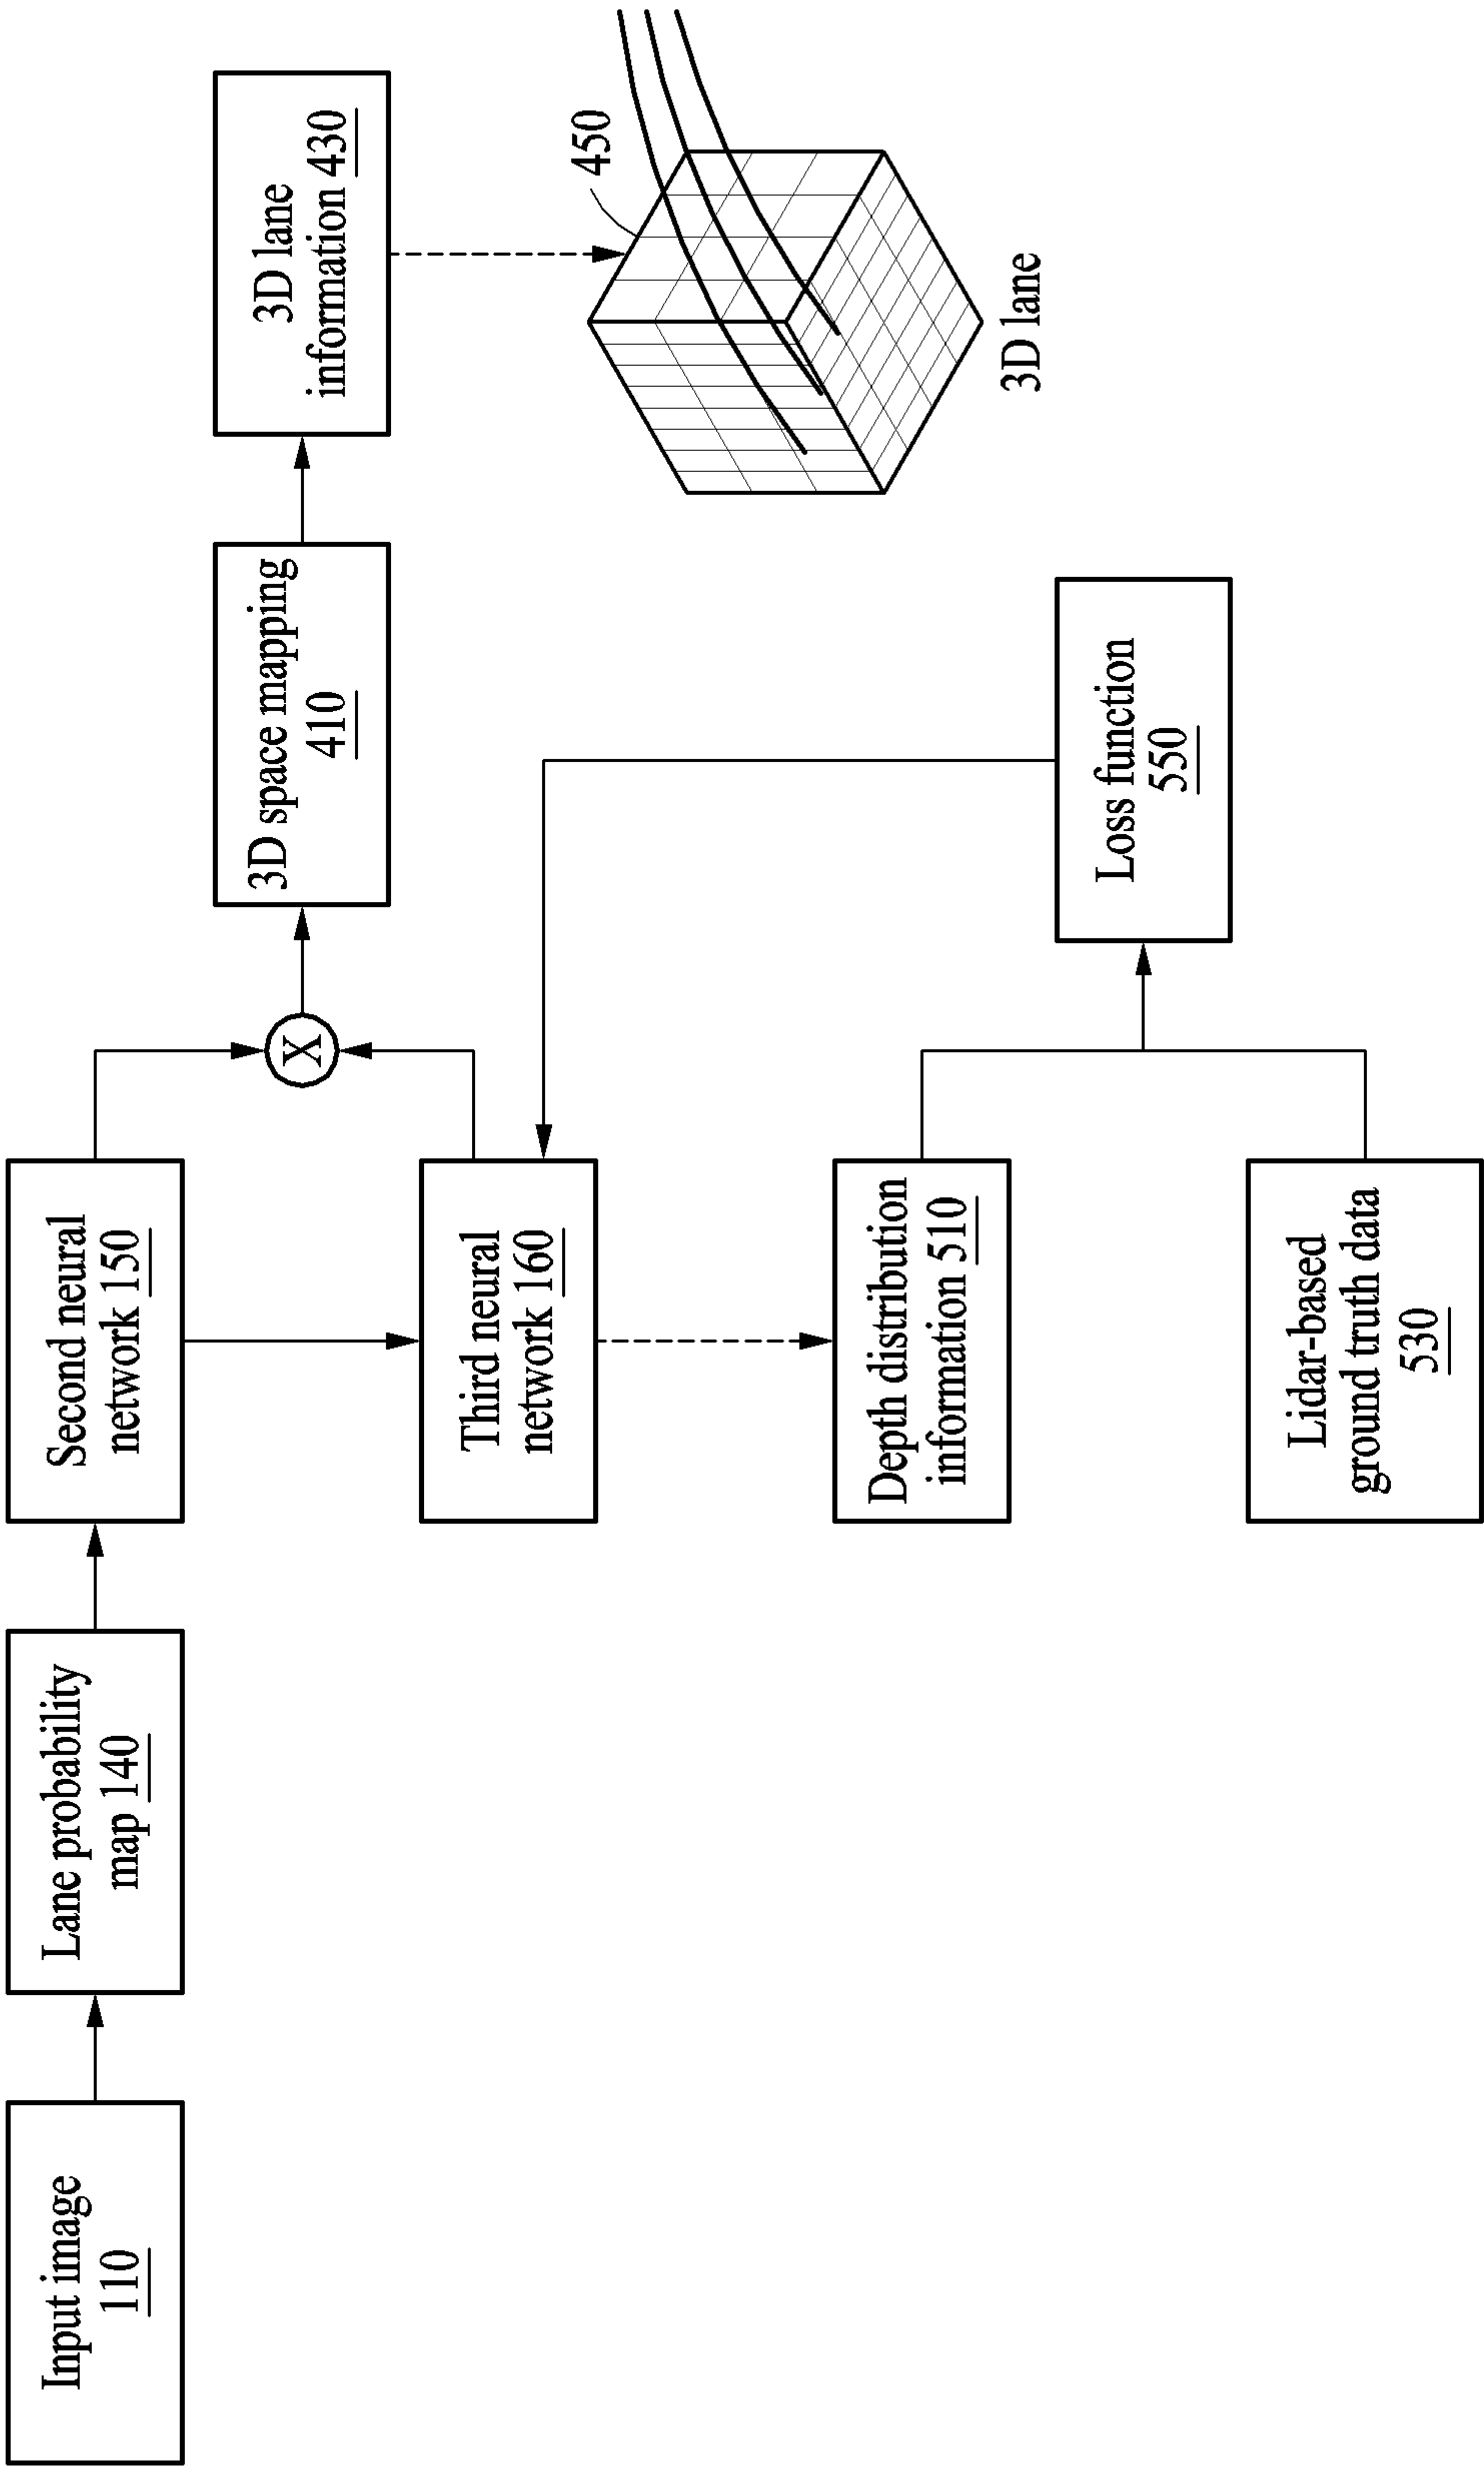 Input image
110
Lane probability
map 140
Second neural
network 150
X
3D space mapping
410
3D lane
information 430
450
3D lane
Third neural
network 160
Depth distribution
information 510
Lidar-based
ground truth data
530
Loss function
550